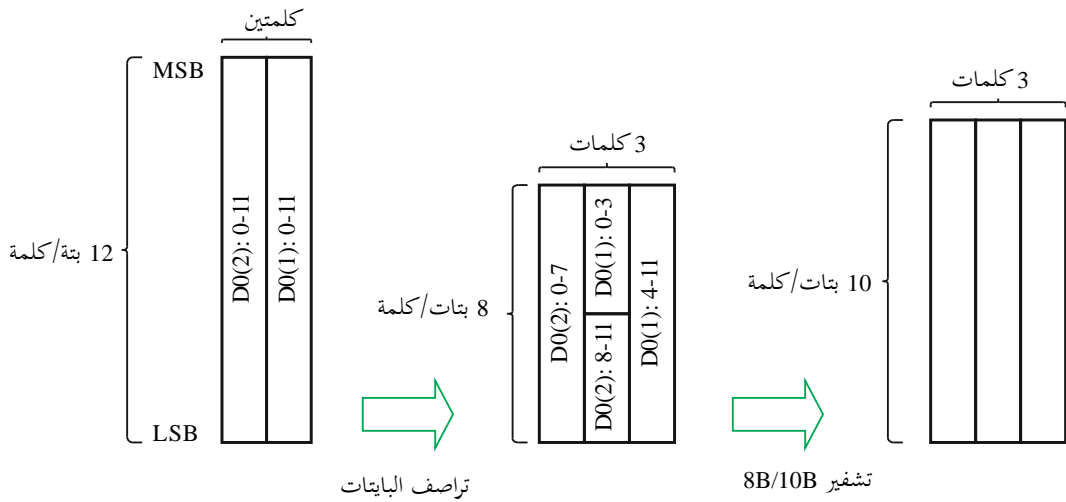 كلمتين
MSB
12 بتة/كلمة
D0(2): 0-11
D0(1): 0-11
LSB
تراصف البايتات
3 كلمات
8 بتات/كلمة
D0(2): 0-7
D0(1): 0-3
D0(2): 8-11
D0(1): 4-11
تشفير 8B/10B
3 كلمات
10 بتات/كلمة